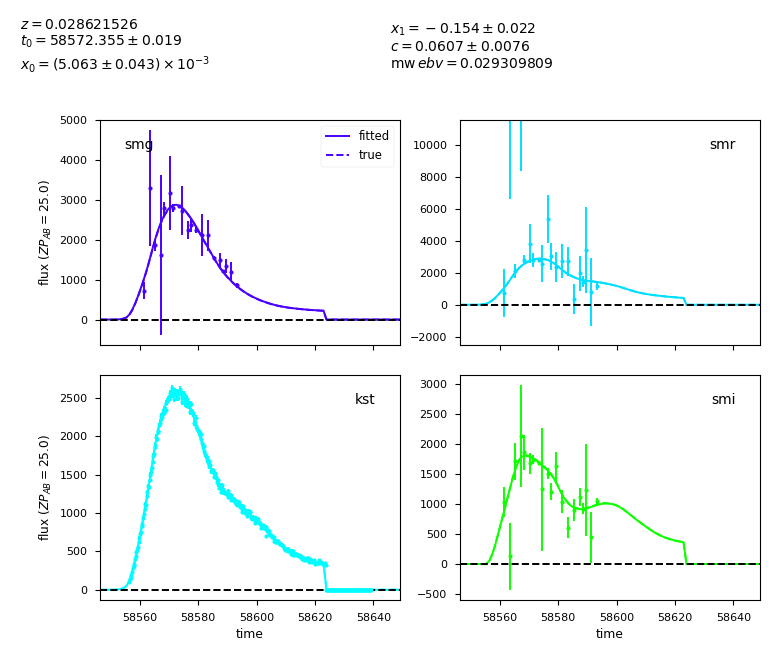 z = 0.028621526
t₀ = 58572.355 ± 0.019
x₀ = (5.063 ± 0.043) × 10⁻³
x₁ = −0.154 ± 0.022
c = 0.0607 ± 0.0076
mw ebv = 0.029309809
smg
fitted
true
5000
4000
3000
2000
1000
0
flux (ZP_AB = 25.0)
smr
10000
8000
6000
4000
2000
0
−2000
kst
2500
2000
1500
1000
500
0
flux (ZP_AB = 25.0)
58560 58580 58600 58620 58640
time
smi
3000
2500
2000
1500
1000
500
0
−500
58560 58580 58600 58620 58640
time